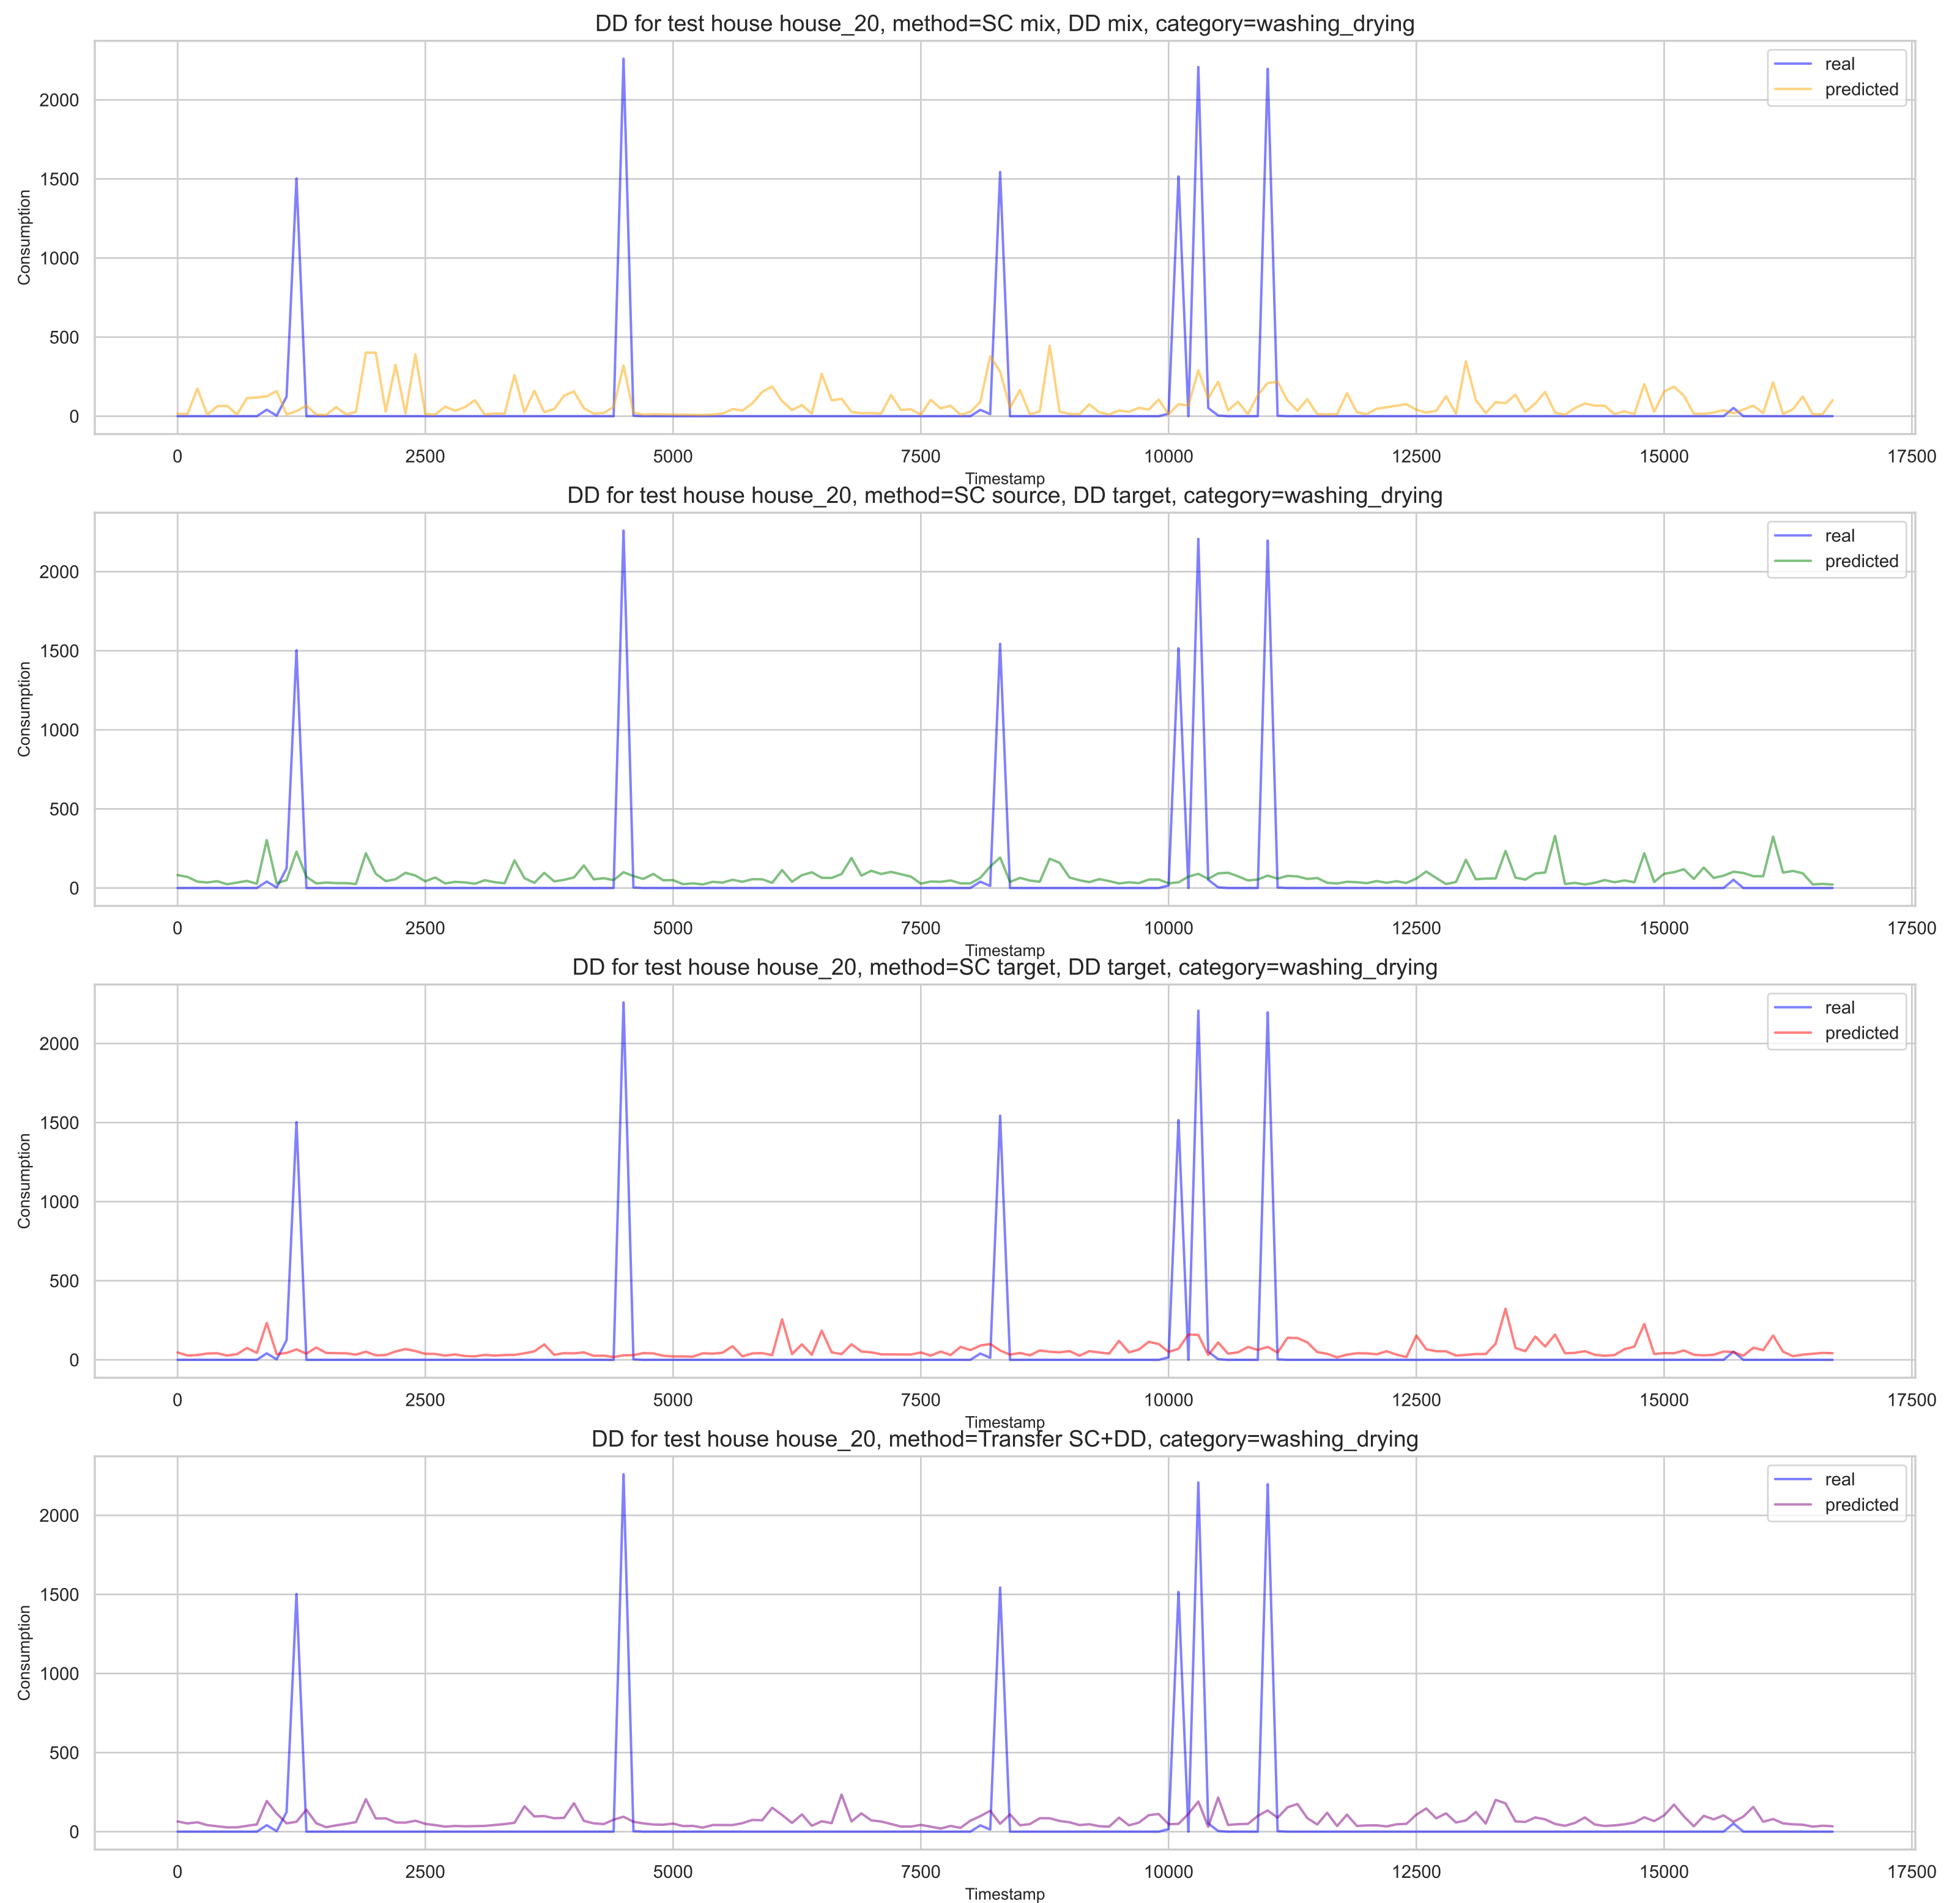 DD for test house house_20, method=SC mix, DD mix, category=washing_drying
real
predicted
Consumption
2000
1500
1000
500
0
0 2500 5000 7500 10000 12500 15000 17500
Timestamp
DD for test house house_20, method=SC source, DD target, category=washing_drying
real
predicted
Consumption
2000
1500
1000
500
0
0 2500 5000 7500 10000 12500 15000 17500
Timestamp
DD for test house house_20, method=SC target, DD target, category=washing_drying
real
predicted
Consumption
2000
1500
1000
500
0
0 2500 5000 7500 10000 12500 15000 17500
Timestamp
DD for test house house_20, method=Transfer SC+DD, category=washing_drying
real
predicted
Consumption
2000
1500
1000
500
0
0 2500 5000 7500 10000 12500 15000 17500
Timestamp